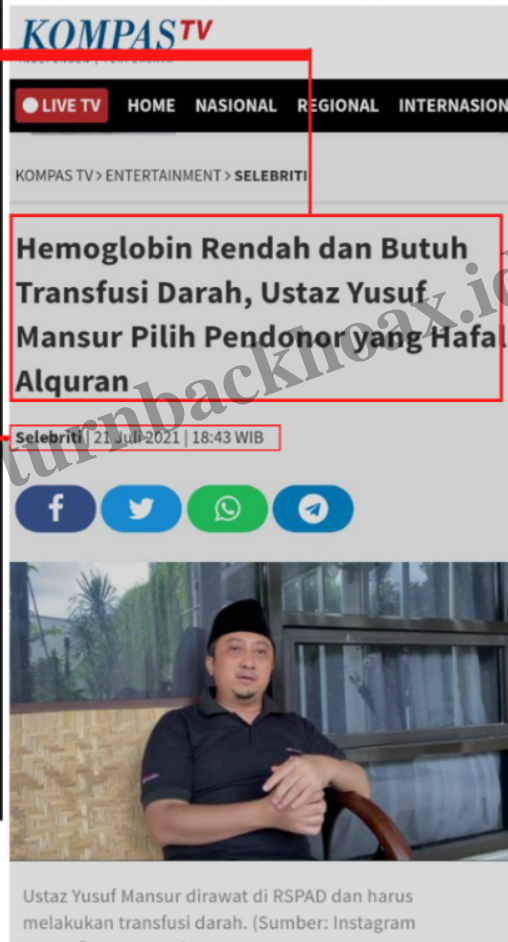 KOMPASTV
LIVE TV HOME NASIONAL REGIONAL INTERNASION
KOMPAS TV > ENTERTAINMENT > SELEBRITI
Hemoglobin Rendah dan Butuh
Transfusi Darah, Ustaz Yusuf
Mansur Pilih Pendonor yang Hafal
Alquran
Selebriti | 21 Juli 2021 | 18:43 WIB
turnbackhoax.id
Ustaz Yusuf Mansur dirawat di RSPAD dan harus
melakukan transfusi darah. (Sumber: Instagram